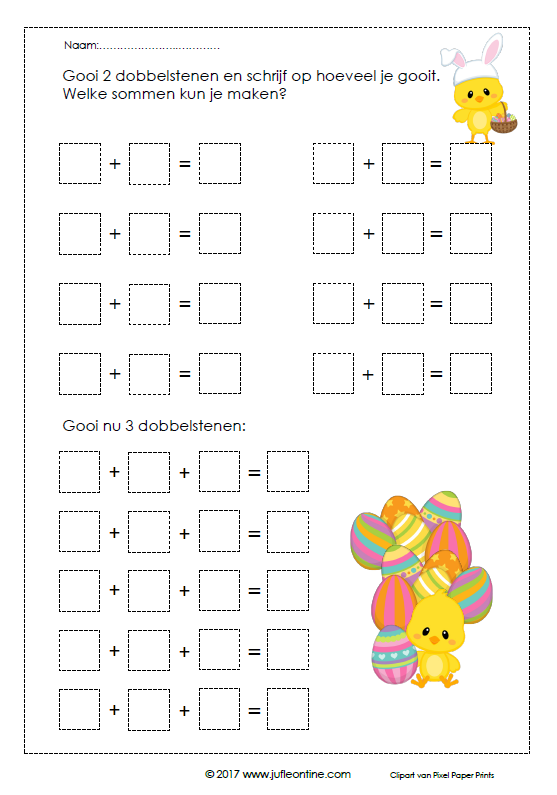 Naam:...................................
Gooi 2 dobbelstenen en schrijf op hoeveel je gooit.
Welke sommen kun je maken?
+ = + =
+ = + =
+ = + =
+ = + =
Gooi nu 3 dobbelstenen:
+ + =
+ + =
+ + =
+ + =
+ + =
© 2017 www.jufleontine.com Clipart van Pixel Paper Prints